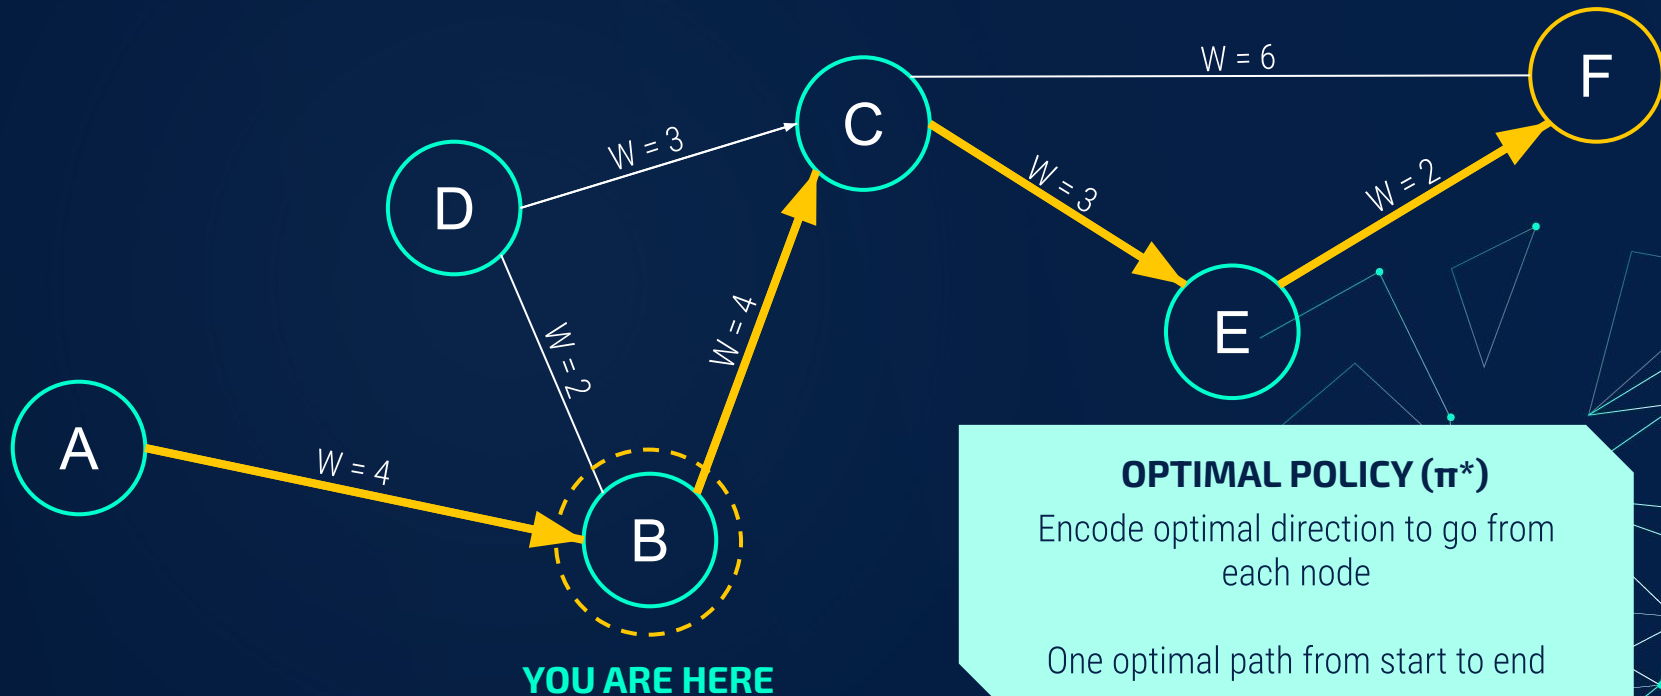 W = 6
F
C
W = 3
D
W = 3
W = 2
W = 4
W = 2
E
A
W = 4
B
YOU ARE HERE
OPTIMAL POLICY (π*)
Encode optimal direction to go from
each node
One optimal path from start to end